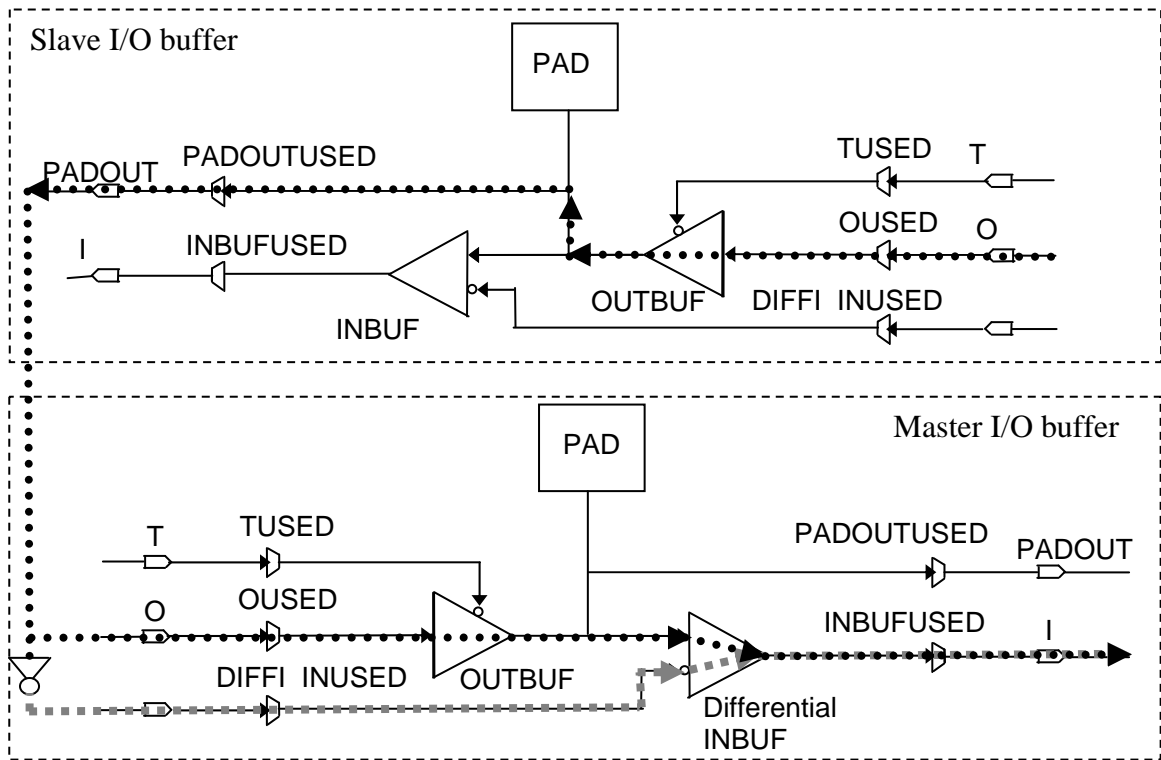 Slave I/O buffer
PAD
PADOUT
PADOUTUSED
TUSED
T
I
INBUFUSED
OUSED
O
OUTBUF
DIFFI INUSED
INBUF
PAD
Master I/O buffer
T
TUSED
PADOUTUSED
PADOUT
O
OUSED
INBUFUSED
I
DIFFI INUSED
OUTBUF
Differential
INBUF